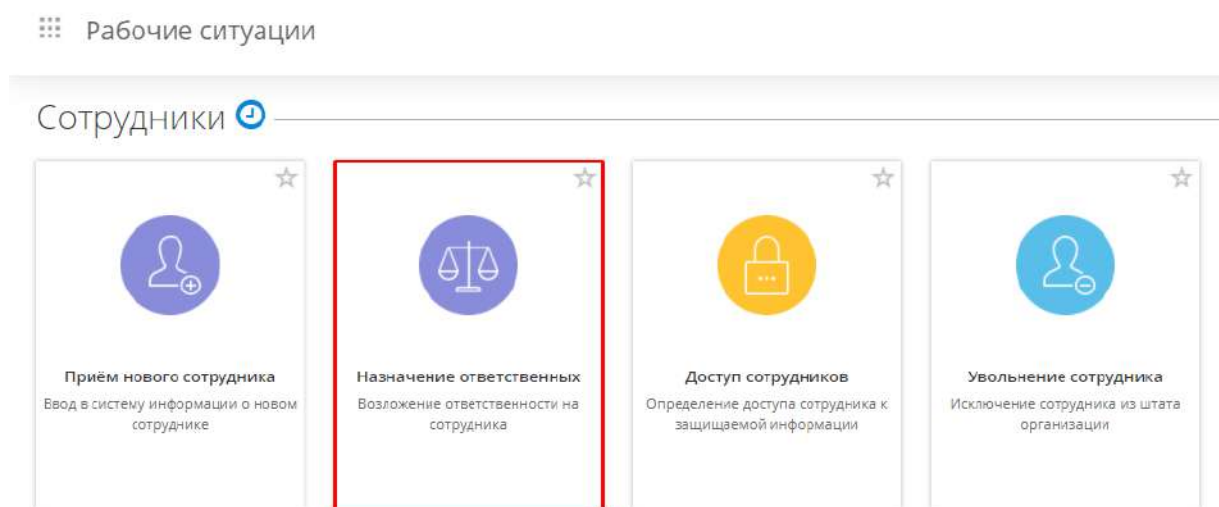 Рабочие ситуации
Сотрудники
Приём нового сотрудника
Ввод в систему информации о новом
сотруднике
Назначение ответственных
Возложение ответственности на
сотрудника
Доступ сотрудников
Определение доступа сотрудника к
защищаемой информации
Увольнение сотрудника
Исключение сотрудника из штата
организации